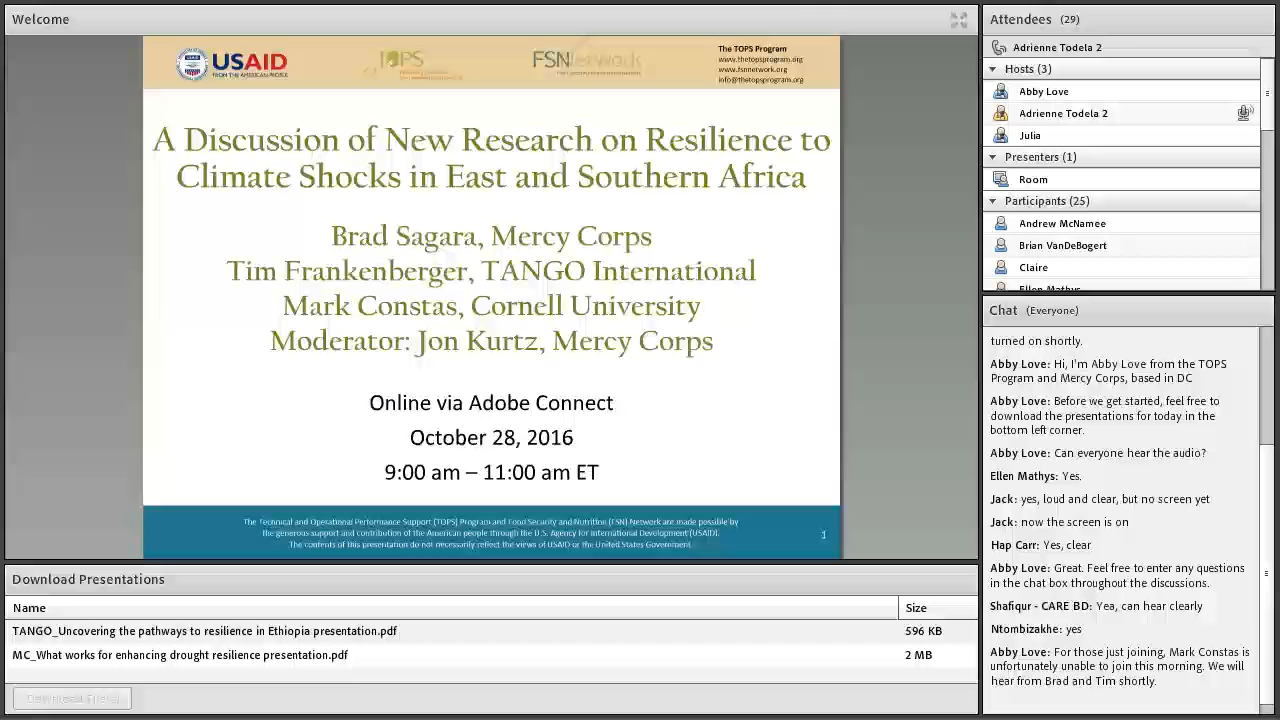 Welcome
USAID
FROM THE AMERICAN PEOPLE
TOPS
FSNnetwork
The TOPS Program
www.thetopsprogram.org
www.fsnnetwork.org
info@thetopsprogram.org
A Discussion of New Research on Resilience to
Climate Shocks in East and Southern Africa
Brad Sagara, Mercy Corps
Tim Frankenberger, TANGO International
Mark Constas, Cornell University
Moderator: Jon Kurtz, Mercy Corps
Online via Adobe Connect
October 28, 2016
9:00 am – 11:00 am ET
The Technical and Operational Performance Support (TOPS) Program and Food Security and Nutrition (FSN) Network are made possible by
the generous support and contribution of the American people through the U.S. Agency for International Development (USAID).
The contents of this presentation do not necessarily reflect the views of USAID or the United States Government.
1
Download Presentations
Name Size
TANGO_Uncovering the pathways to resilience in Ethiopia presentation.pdf 596 KB
MC_What works for enhancing drought resilience presentation.pdf 2 MB
Download File(s)
Attendees (29)
Adrienne Todela 2
Hosts (3)
Abby Love
Adrienne Todela 2
Julia
Presenters (1)
Room
Participants (25)
Andrew McNamee
Brian VanDeBogert
Claire
Ellen Mathys
Chat (Everyone)
turned on shortly.
Abby Love: Hi, I'm Abby Love from the TOPS
Program and Mercy Corps, based in DC
Abby Love: Before we get started, feel free to
download the presentations for today in the
bottom left corner.
Abby Love: Can everyone hear the audio?
Ellen Mathys: Yes.
Jack: yes, loud and clear, but no screen yet
Jack: now the screen is on
Hap Carr: Yes, clear
Abby Love: Great. Feel free to enter any questions
in the chat box throughout the discussions.
Shafiqur - CARE BD: Yea, can hear clearly
Ntombizakhe: yes
Abby Love: For those just joining, Mark Constas is
unfortunately unable to join this morning. We will
hear from Brad and Tim shortly.